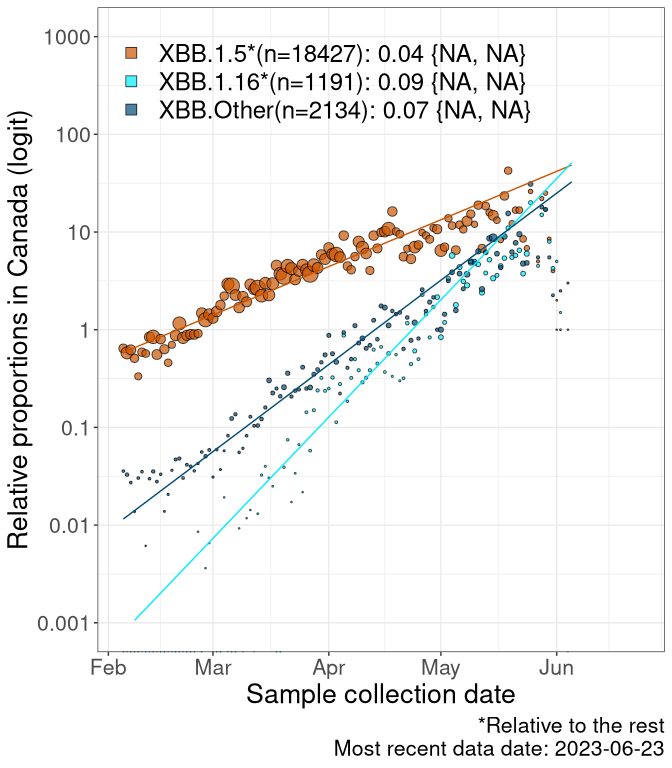 1000
100
10
1
0.1
0.01
0.001
Relative proportions in Canada (logit)
XBB.1.5*(n=18427): 0.04 {NA, NA}
XBB.1.16*(n=1191): 0.09 {NA, NA}
XBB.Other(n=2134): 0.07 {NA, NA}
Feb Mar Apr May Jun
Sample collection date
*Relative to the rest
Most recent data date: 2023-06-23